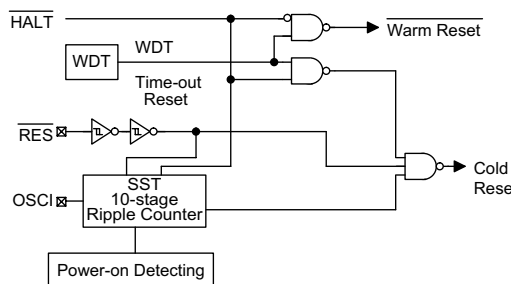 HALT
Warm Reset
WDT
WDT
Time-out
Reset
RES
Cold
Rese
SST
10-stage
Ripple Counter
OSCI
Power-on Detecting